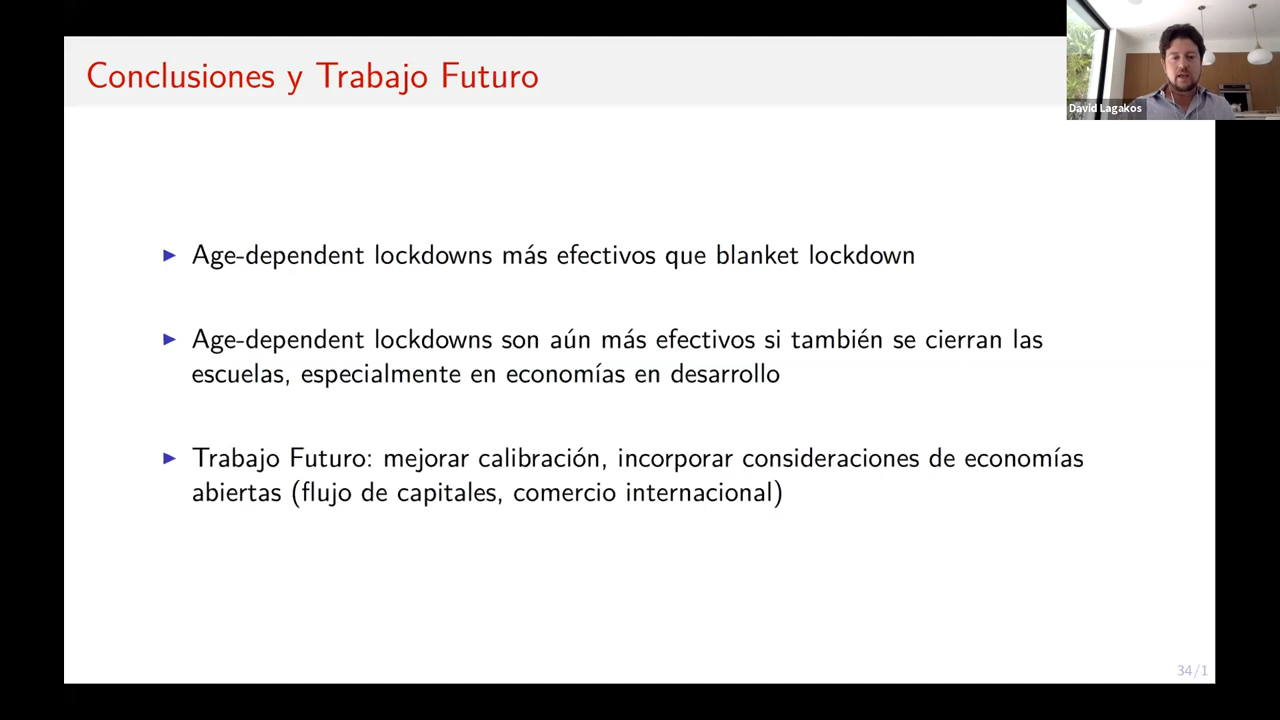 Conclusiones y Trabajo Futuro
David Lagakos
▶ Age-dependent lockdowns más efectivos que blanket lockdown
▶ Age-dependent lockdowns son aún más efectivos si también se cierran las
escuelas, especialmente en economías en desarrollo
▶ Trabajo Futuro: mejorar calibración, incorporar consideraciones de economías
abiertas (flujo de capitales, comercio internacional)
34/1